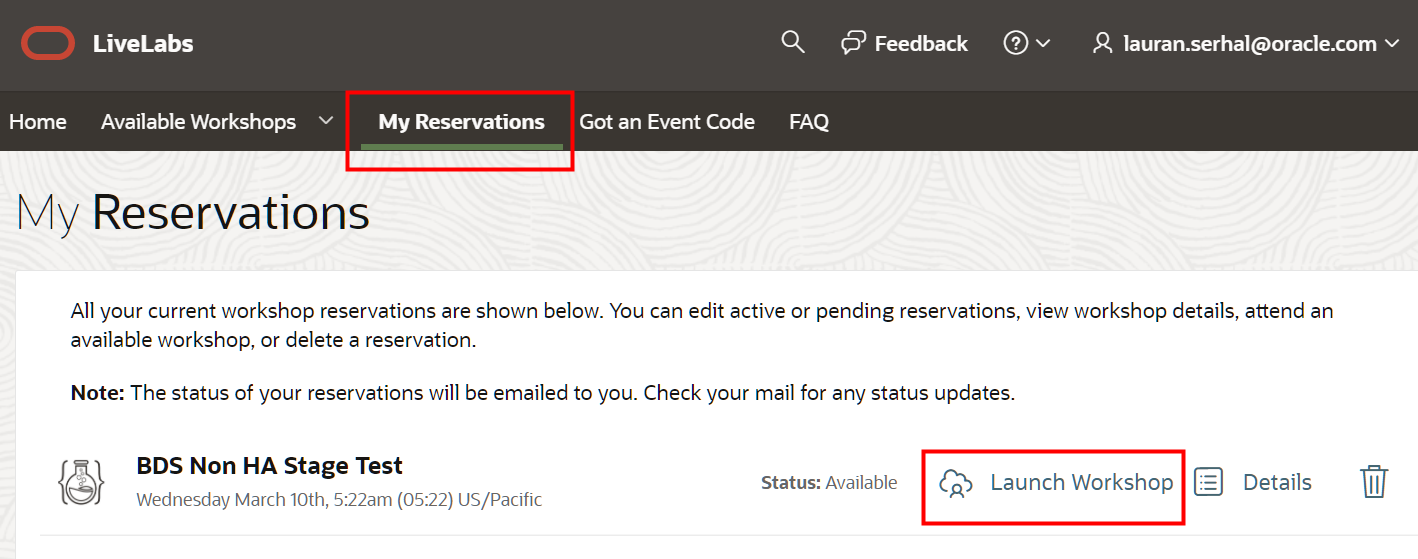 LiveLabs
Feedback
lauran.serhal@oracle.com
Home
Available Workshops
My Reservations
Got an Event Code
FAQ
My Reservations
All your current workshop reservations are shown below. You can edit active or pending reservations, view workshop details, attend an
available workshop, or delete a reservation.
Note: The status of your reservations will be emailed to you. Check your mail for any status updates.
BDS Non HA Stage Test
Wednesday March 10th, 5:22am (05:22) US/Pacific
Status: Available
Launch Workshop
Details